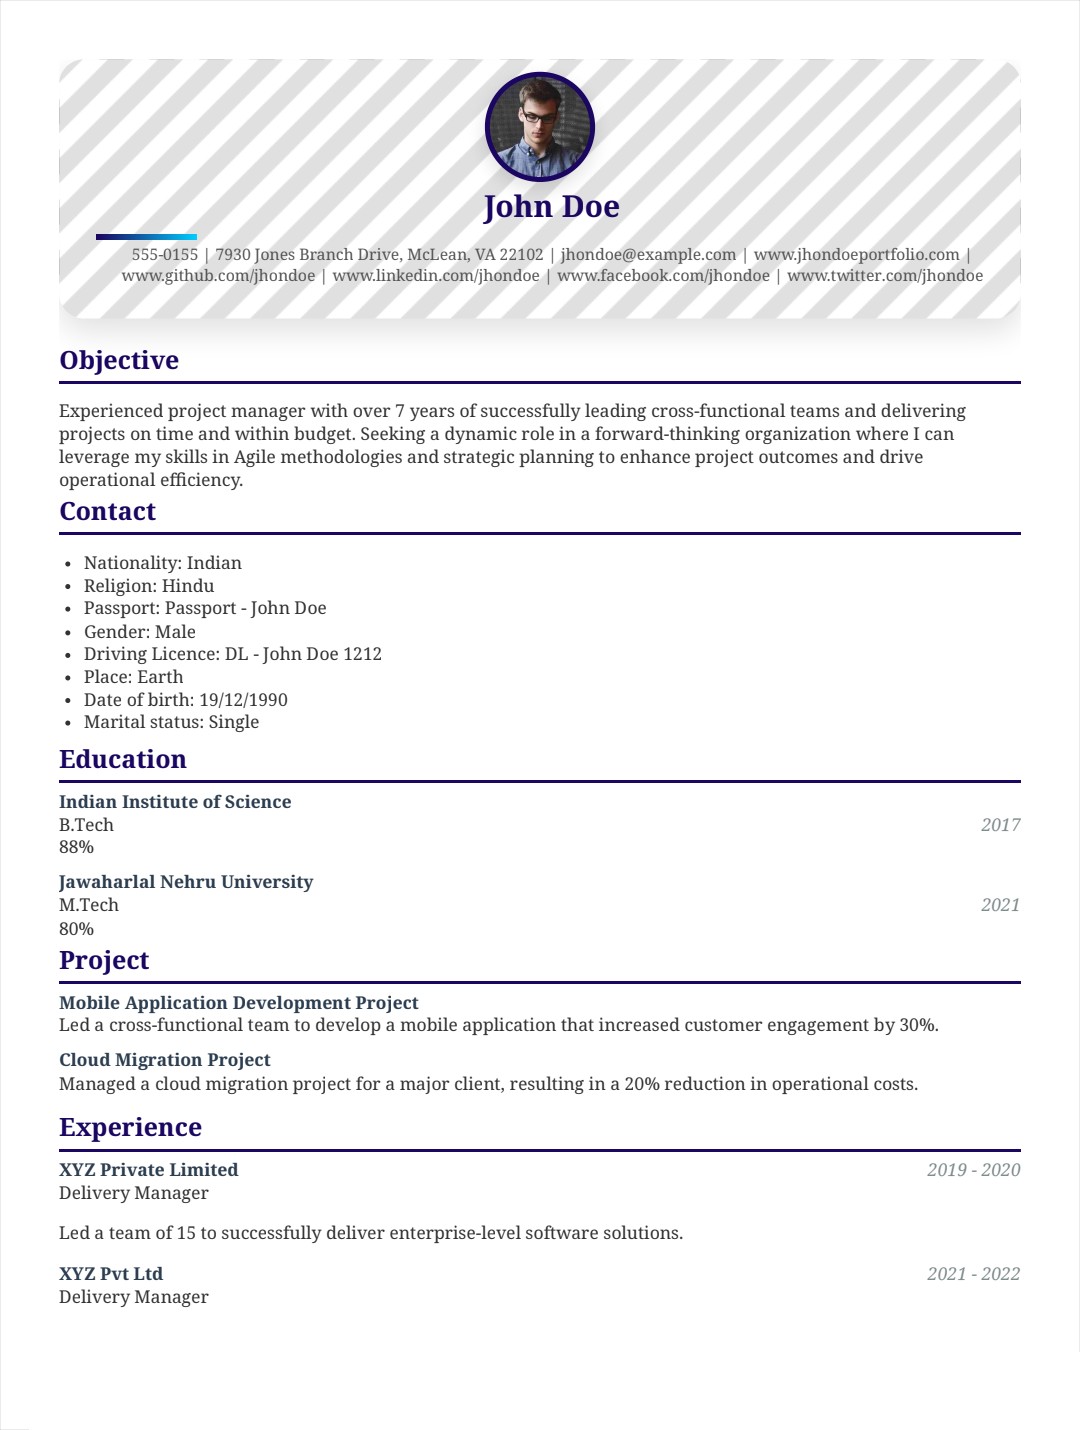 John Doe
555-0155 | 7930 Jones Branch Drive, McLean, VA 22102 | jhondoe@example.com | www.jhondoeportfolio.com |
www.github.com/jhondoe | www.linkedin.com/jhondoe | www.facebook.com/jhondoe | www.twitter.com/jhondoe
Objective
Experienced project manager with over 7 years of successfully leading cross-functional teams and delivering
projects on time and within budget. Seeking a dynamic role in a forward-thinking organization where I can
leverage my skills in Agile methodologies and strategic planning to enhance project outcomes and drive
operational efficiency.
Contact
• Nationality: Indian
• Religion: Hindu
• Passport: Passport - John Doe
• Gender: Male
• Driving Licence: DL - John Doe 1212
• Place: Earth
• Date of birth: 19/12/1990
• Marital status: Single
Education
Indian Institute of Science
B.Tech 2017
88%
Jawaharlal Nehru University
M.Tech 2021
80%
Project
Mobile Application Development Project
Led a cross-functional team to develop a mobile application that increased customer engagement by 30%.
Cloud Migration Project
Managed a cloud migration project for a major client, resulting in a 20% reduction in operational costs.
Experience
XYZ Private Limited 2019 - 2020
Delivery Manager
Led a team of 15 to successfully deliver enterprise-level software solutions.
XYZ Pvt Ltd 2021 - 2022
Delivery Manager